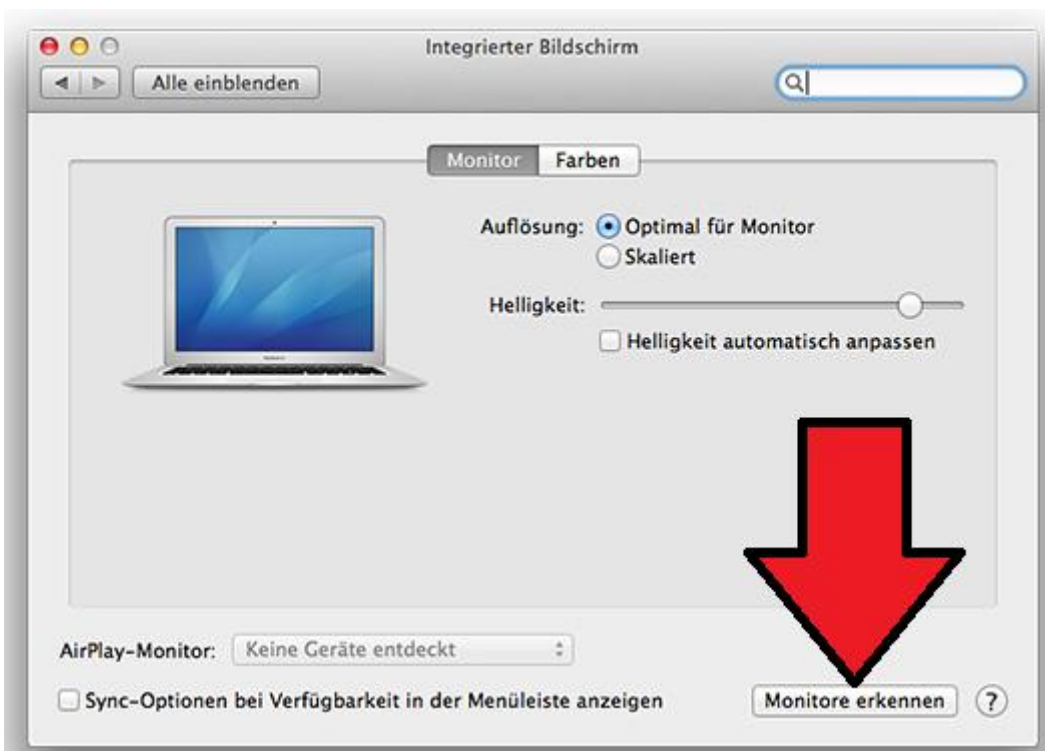 Integrierter Bildschirm
Alle einblenden
Monitor Farben
Auflösung: Optimal für Monitor
Skaliert
Helligkeit:
Helligkeit automatisch anpassen
AirPlay-Monitor: Keine Geräte entdeckt
Sync-Optionen bei Verfügbarkeit in der Menüleiste anzeigen Monitore erkennen ?